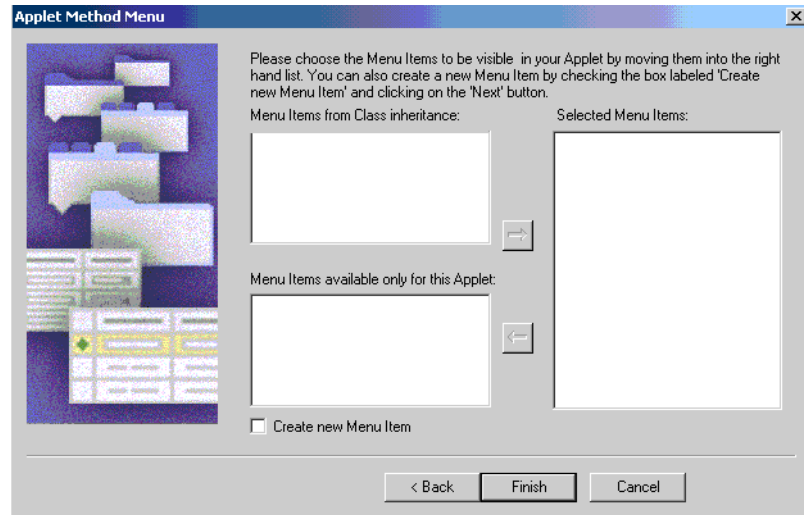 Applet Method Menu
Please choose the Menu Items to be visible in your Applet by moving them into the right
hand list. You can also create a new Menu Item by checking the box labeled 'Create
new Menu Item' and clicking on the 'Next' button.
Menu Items from Class inheritance:
Selected Menu Items:
Menu Items available only for this Applet:
Create new Menu Item
< Back
Finish
Cancel